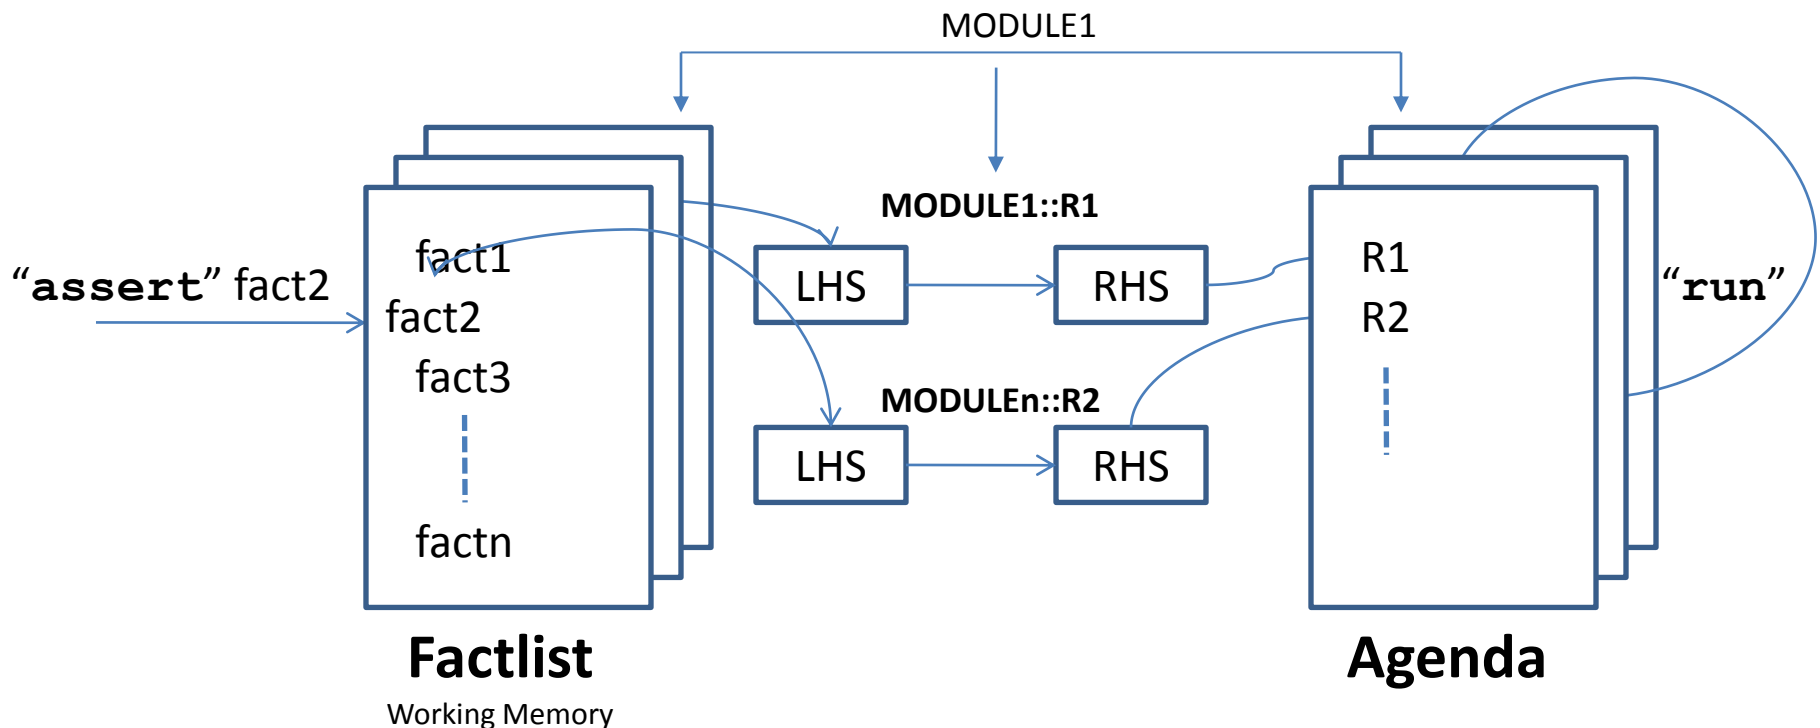 MODULE1
MODULE1::R1
fact1
LHS
RHS
R1
“assert” fact2
fact2
R2
“run”
fact3
MODULEn::R2
LHS
RHS
factn
Factlist
Agenda
Working Memory